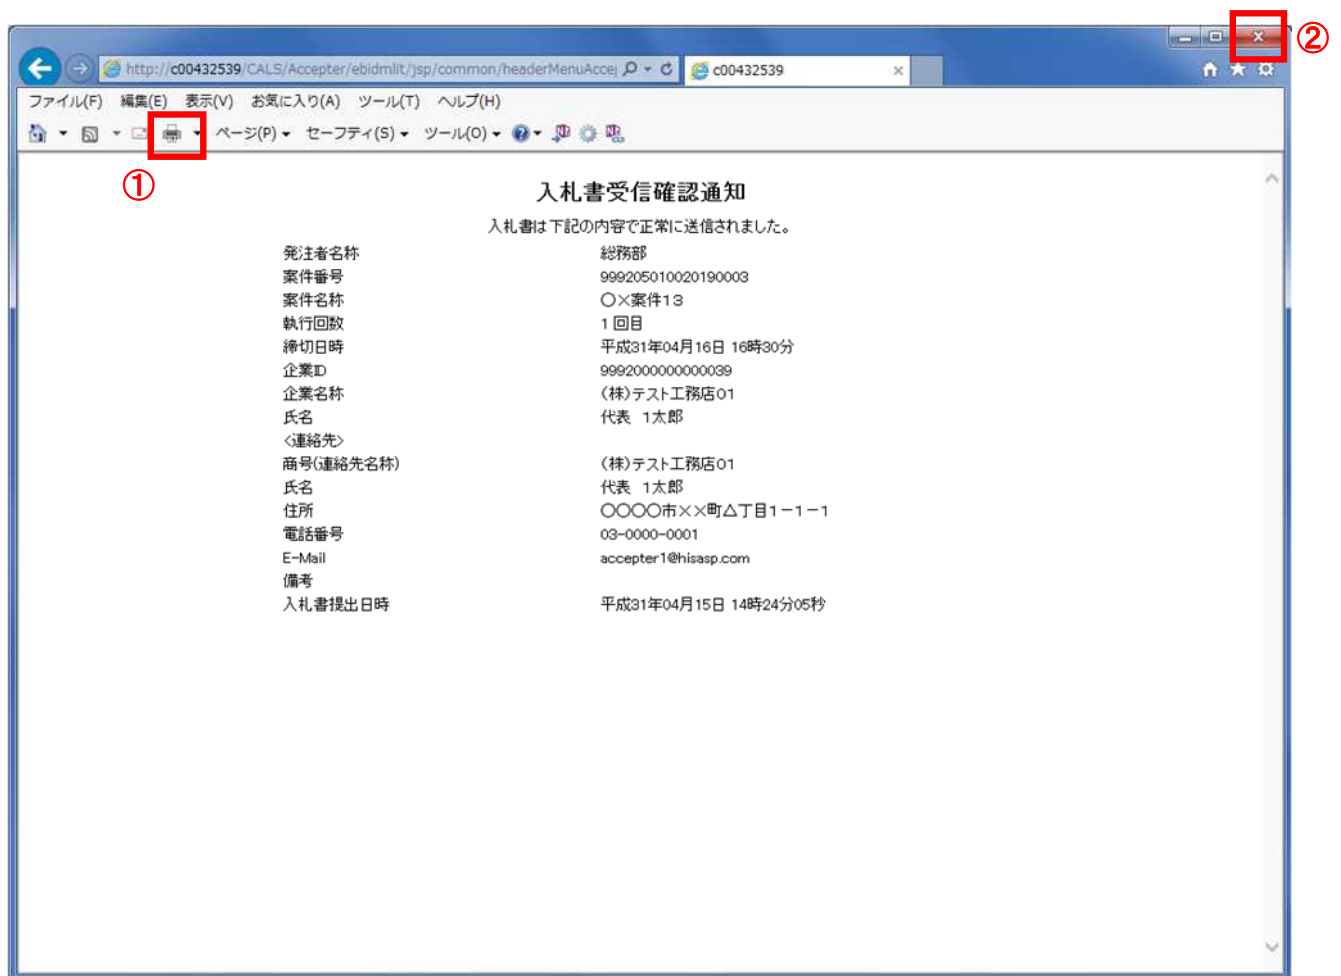 ②
http://c00432539/CALS/Accepter/ebidmlit/jsp/common/headerMenuAccej
c00432539
ファイル(F) 編集(E) 表示(V) お気に入り(A) ツール(T) ヘルプ(H)
ページ(P) セーフティ(S) ツール(O)
①
入札書受信確認通知
入札書は下記の内容で正常に送信されました。
発注者名称 総務部
案件番号 999205010020190003
案件名称 〇×案件13
執行回数 1回目
締切日時 平成31年04月16日 16時30分
企業ID 9992000000000039
企業名称 (株)テスト工務店01
氏名 代表 1太郎
<連絡先>
商号(連絡先名称) (株)テスト工務店01
氏名 代表 1太郎
住所 〇〇〇〇市××町△丁目1-1-1
電話番号 03-0000-0001
E-Mail accepter1@hisasp.com
備考
入札書提出日時 平成31年04月15日 14時24分05秒